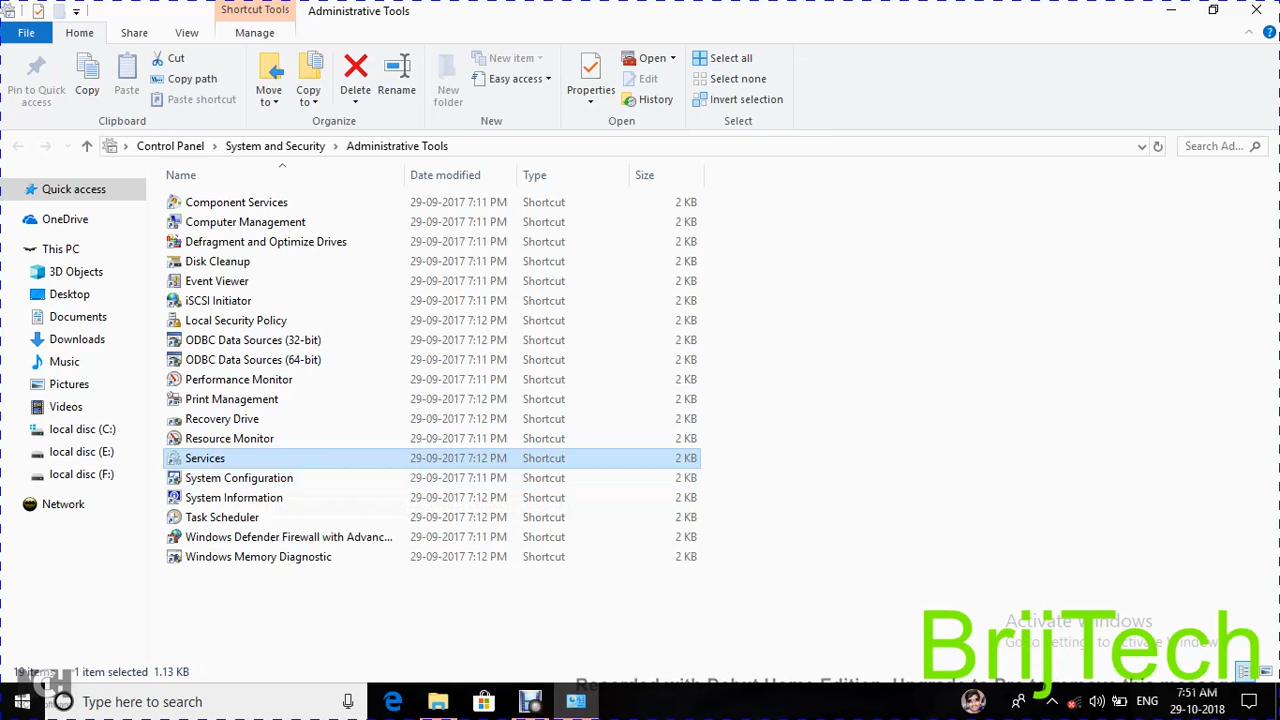 Shortcut Tools
Administrative Tools
File
Home
Share
View
Manage
Pin to Quick access
Copy
Paste
Cut
Copy path
Paste shortcut
Clipboard
Move to
Copy to
Delete
Rename
Organize
New folder
New item
Easy access
New
Properties
Open
Edit
History
Open
Select all
Select none
Invert selection
Select
Control Panel
System and Security
Administrative Tools
Search Ad...
Quick access
OneDrive
This PC
3D Objects
Desktop
Documents
Downloads
Music
Pictures
Videos
local disc (C:)
local disc (E:)
local disc (F:)
Network
Name Date modified Type Size
Component Services 29-09-2017 7:11 PM Shortcut 2 KB
Computer Management 29-09-2017 7:11 PM Shortcut 2 KB
Defragment and Optimize Drives 29-09-2017 7:11 PM Shortcut 2 KB
Disk Cleanup 29-09-2017 7:11 PM Shortcut 2 KB
Event Viewer 29-09-2017 7:11 PM Shortcut 2 KB
iSCSI Initiator 29-09-2017 7:11 PM Shortcut 2 KB
Local Security Policy 29-09-2017 7:12 PM Shortcut 2 KB
ODBC Data Sources (32-bit) 29-09-2017 7:12 PM Shortcut 2 KB
ODBC Data Sources (64-bit) 29-09-2017 7:11 PM Shortcut 2 KB
Performance Monitor 29-09-2017 7:11 PM Shortcut 2 KB
Print Management 29-09-2017 7:12 PM Shortcut 2 KB
Recovery Drive 29-09-2017 7:12 PM Shortcut 2 KB
Resource Monitor 29-09-2017 7:11 PM Shortcut 2 KB
Services 29-09-2017 7:12 PM Shortcut 2 KB
System Configuration 29-09-2017 7:11 PM Shortcut 2 KB
System Information 29-09-2017 7:12 PM Shortcut 2 KB
Task Scheduler 29-09-2017 7:12 PM Shortcut 2 KB
Windows Defender Firewall with Advanc... 29-09-2017 7:11 PM Shortcut 2 KB
Windows Memory Diagnostic 29-09-2017 7:12 PM Shortcut 2 KB
Activate Windows
Go to Settings to activate Windows
BrijTech
19 items 1 item selected 1.13 KB
Recorded with Debut Home Edition. Upgrade to
Type here to search
ENG
7:51 AM
29-10-2018